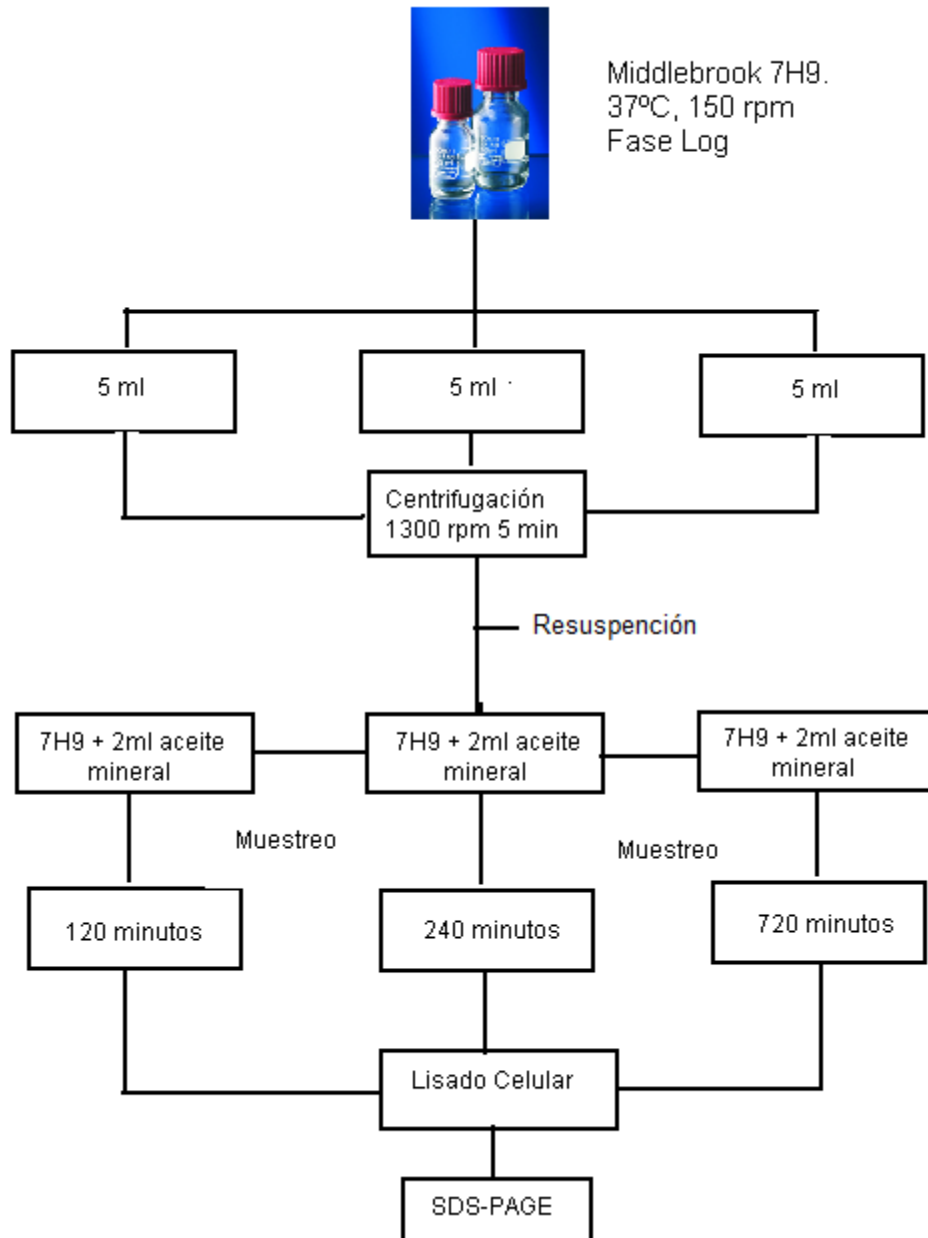 Middlebrook 7H9.
37ºC, 150 rpm
Fase Log
5 ml
5 ml
5 ml
Centrifugación
1300 rpm 5 min
Resuspención
7H9 + 2ml aceite
mineral
7H9 + 2ml aceite
mineral
7H9 + 2ml aceite
mineral
Muestreo
Muestreo
120 minutos
240 minutos
720 minutos
Lisado Celular
SDS-PAGE